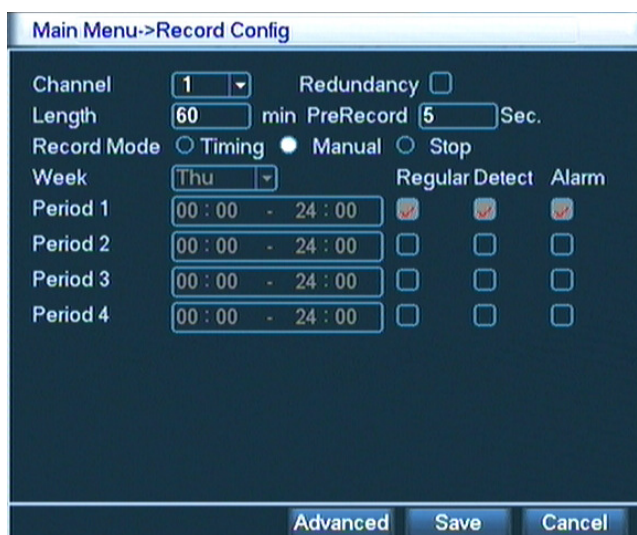 Main Menu->Record Config
Channel 1 Redundancy
Length 60 min PreRecord 5 Sec.
Record Mode Timing Manual Stop
Week Thu Regular Detect Alarm
Period 1 00 : 00 - 24 : 00
Period 2 00 : 00 - 24 : 00
Period 3 00 : 00 - 24 : 00
Period 4 00 : 00 - 24 : 00
Advanced Save Cancel